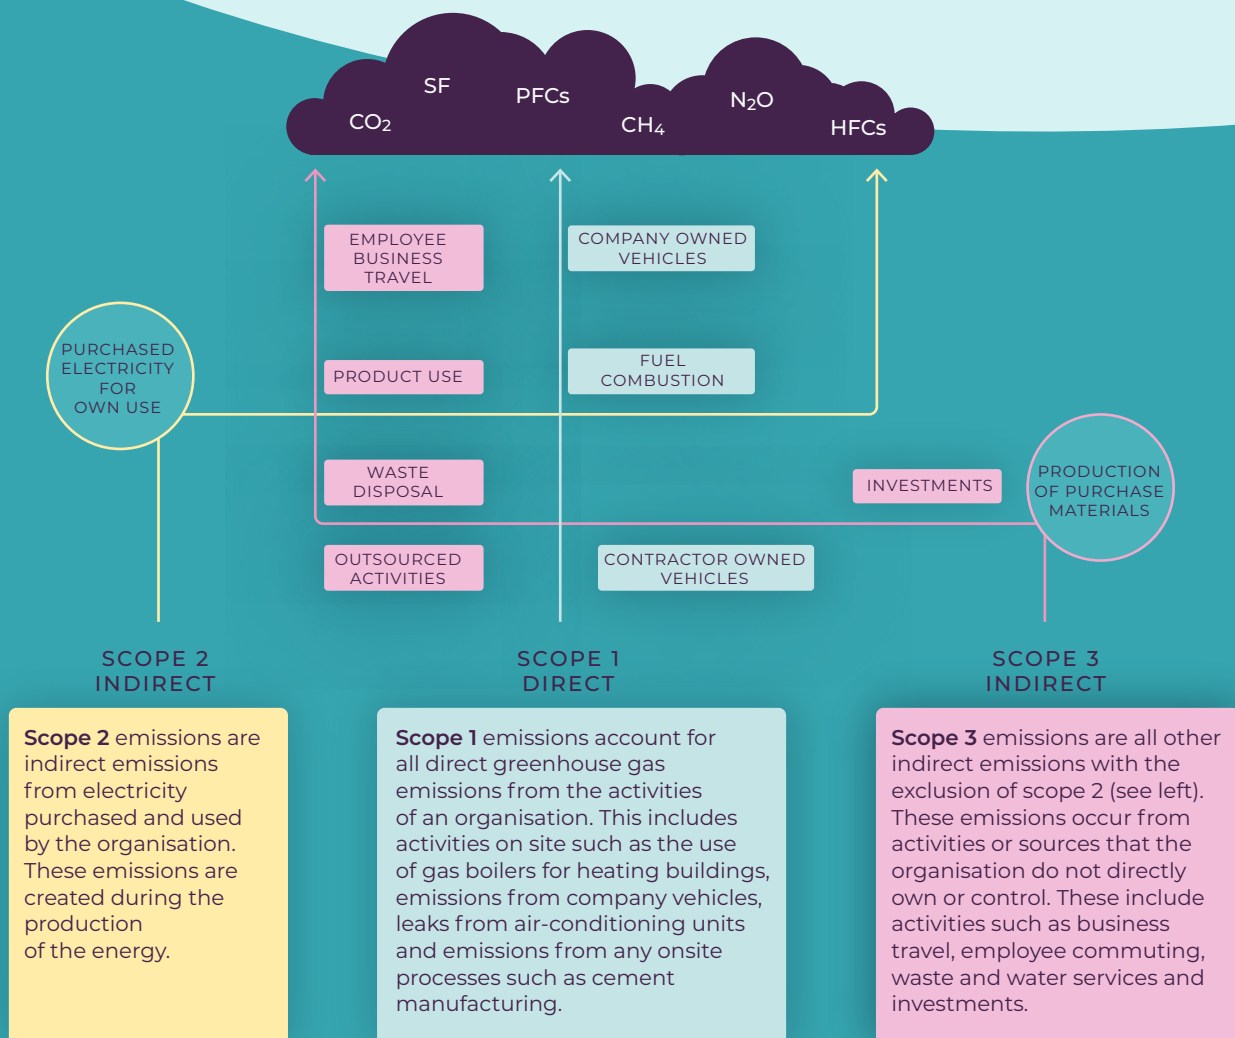 SF
PFCs
N₂O
CO₂
CH₄
HFCs
EMPLOYEE
BUSINESS
TRAVEL
COMPANY OWNED
VEHICLES
PURCHASED
ELECTRICITY
FOR
OWN USE
PRODUCT USE
FUEL
COMBUSTION
WASTE
DISPOSAL
INVESTMENTS
PRODUCTION
OF PURCHASE
MATERIALS
OUTSOURCED
ACTIVITIES
CONTRACTOR OWNED
VEHICLES
SCOPE 2
INDIRECT
Scope 2 emissions are
indirect emissions
from electricity
purchased and used
by the organisation.
These emissions are
created during the
production
of the energy.
SCOPE 1
DIRECT
Scope 1 emissions account for
all direct greenhouse gas
emissions from the activities
of an organisation. This includes
activities on site such as the use
of gas boilers for heating buildings,
emissions from company vehicles,
leaks from air-conditioning units
and emissions from any onsite
processes such as cement
manufacturing.
SCOPE 3
INDIRECT
Scope 3 emissions are all other
indirect emissions with the
exclusion of scope 2 (see left).
These emissions occur from
activities or sources that the
organisation do not directly
own or control. These include
activities such as business
travel, employee commuting,
waste and water services and
investments.